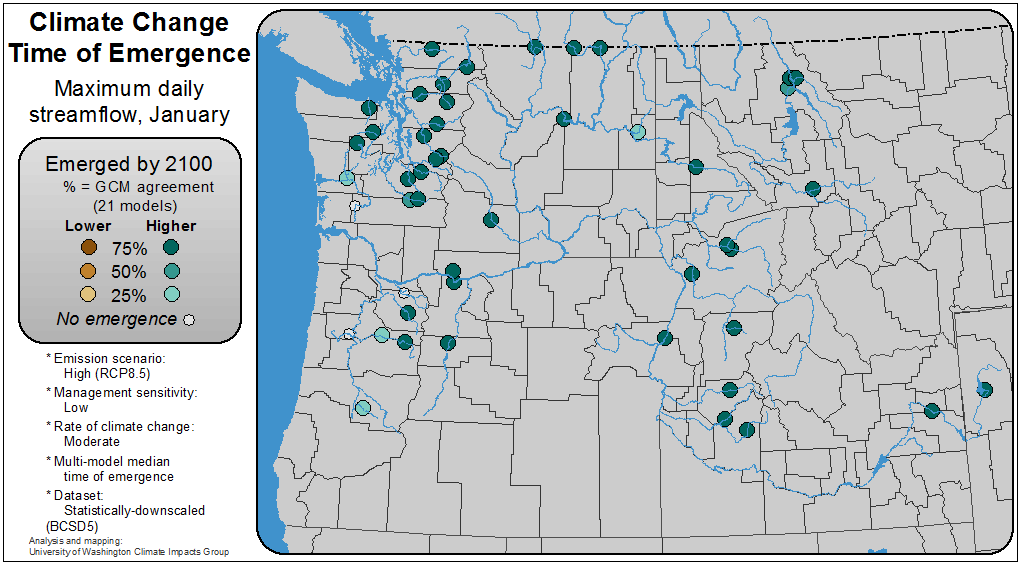 Climate Change
Time of Emergence
Maximum daily
streamflow, January
Emerged by 2100
% = GCM agreement
(21 models)
Lower Higher
75%
50%
25%
No emergence
* Emission scenario:
High (RCP8.5)
* Management sensitivity:
Low
* Rate of climate change:
Moderate
* Multi-model median
time of emergence
* Dataset:
Statistically-downscaled
(BCSD5)
Analysis and mapping:
University of Washington Climate Impacts Group